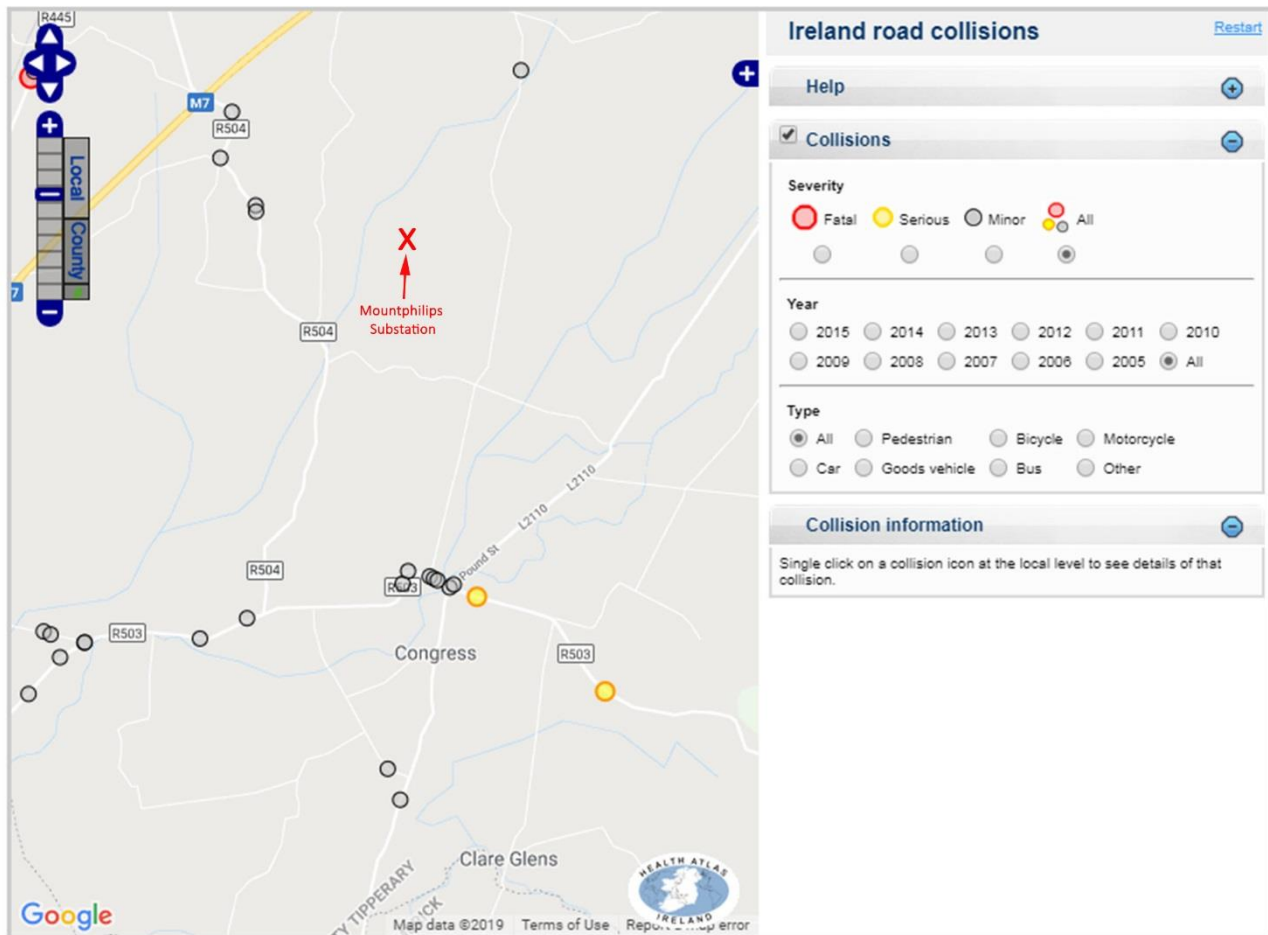 R445
M7
R504
Local
County
7
X
Mountphilips
Substation
R504
L2110
L2110
Pound St
R504
R503
R503
Congress
R503
Clare Glens
TY TIPPERARY
ICK
Google
Map data ©2019 Terms of Use Report a map error
HEALTH ATLAS
IRELAND
Ireland road collisions
Restart
Help
Collisions
Severity
Fatal Serious Minor All
Year
2015 2014 2013 2012 2011 2010
2009 2008 2007 2006 2005 All
Type
All Pedestrian Bicycle Motorcycle
Car Goods vehicle Bus Other
Collision information
Single click on a collision icon at the local level to see details of that
collision.